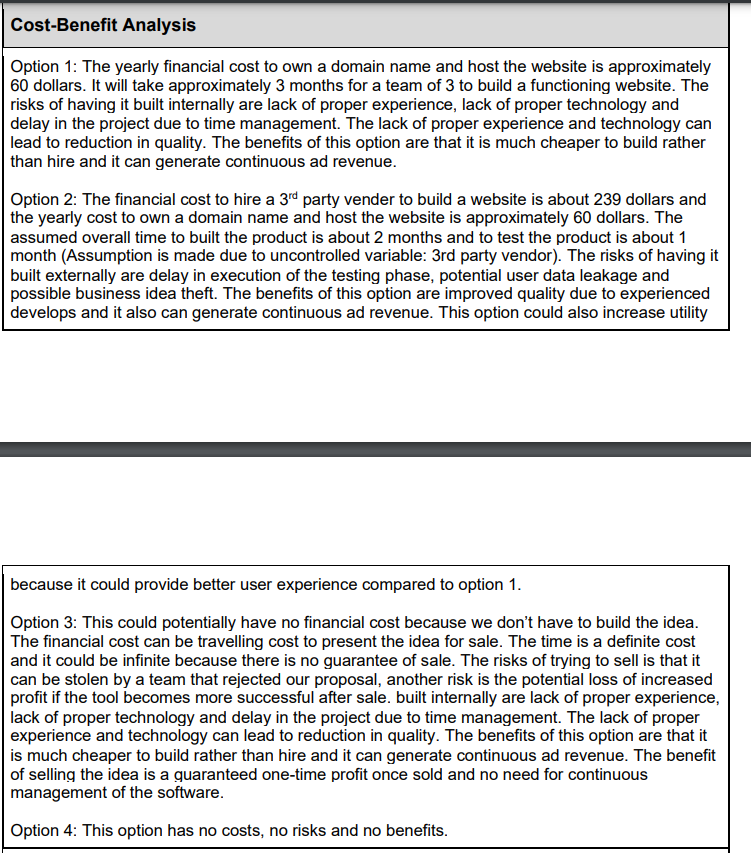 Cost-Benefit Analysis
Option 1: The yearly financial cost to own a domain name and host the website is approximately
60 dollars. It will take approximately 3 months for a team of 3 to build a functioning website. The
risks of having it built internally are lack of proper experience, lack of proper technology and
delay in the project due to time management. The lack of proper experience and technology can
lead to reduction in quality. The benefits of this option are that it is much cheaper to build rather
than hire and it can generate continuous ad revenue.
Option 2: The financial cost to hire a 3rd party vender to build a website is about 239 dollars and
the yearly cost to own a domain name and host the website is approximately 60 dollars. The
assumed overall time to built the product is about 2 months and to test the product is about 1
month (Assumption is made due to uncontrolled variable: 3rd party vendor). The risks of having it
built externally are delay in execution of the testing phase, potential user data leakage and
possible business idea theft. The benefits of this option are improved quality due to experienced
develops and it also can generate continuous ad revenue. This option could also increase utility
because it could provide better user experience compared to option 1.
Option 3: This could potentially have no financial cost because we don't have to build the idea.
The financial cost can be travelling cost to present the idea for sale. The time is a definite cost
and it could be infinite because there is no guarantee of sale. The risks of trying to sell is that it
can be stolen by a team that rejected our proposal, another risk is the potential loss of increased
profit if the tool becomes more successful after sale. built internally are lack of proper experience,
lack of proper technology and delay in the project due to time management. The lack of proper
experience and technology can lead to reduction in quality. The benefits of this option are that it
is much cheaper to build rather than hire and it can generate continuous ad revenue. The benefit
of selling the idea is a guaranteed one-time profit once sold and no need for continuous
management of the software.
Option 4: This option has no costs, no risks and no benefits.